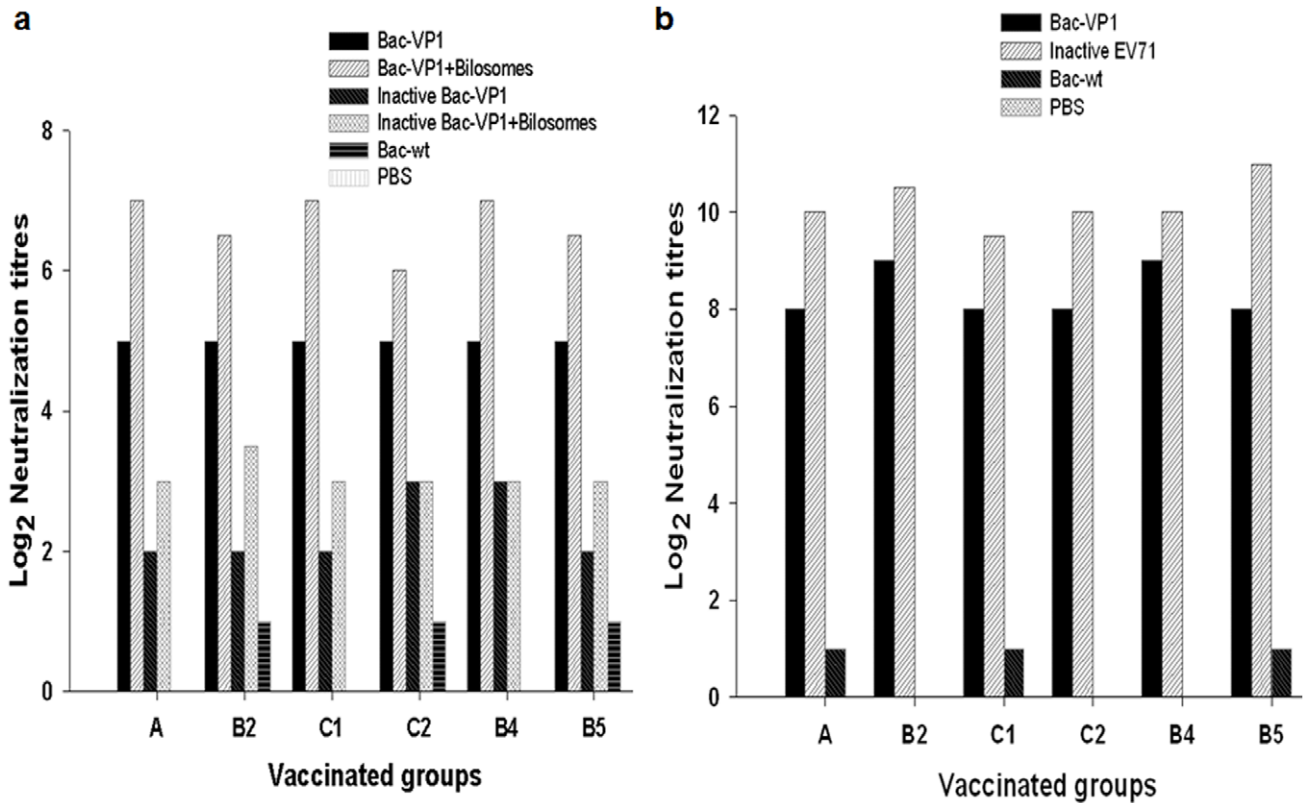 a
Bac-VP1
Bac-VP1+Bilosomes
Inactive Bac-VP1
Inactive Bac-VP1+Bilosomes
Bac-wt
PBS
8
6
4
2
0
Log2 Neutralization titres
A B2 C1 C2 B4 B5
Vaccinated groups
b
Bac-VP1
Inactive EV71
Bac-wt
PBS
12
10
8
6
4
2
0
Log2 Neutralization titres
A B2 C1 C2 B4 B5
Vaccinated groups